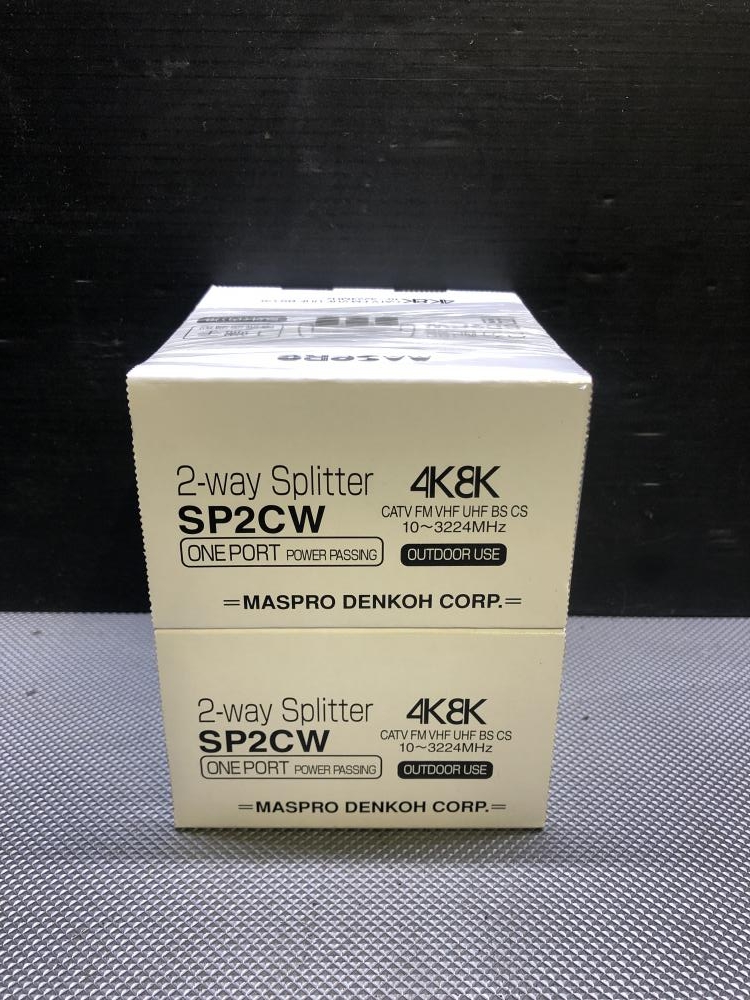 4K8K
MASPRO
2-way Splitter
SP2CW
ONE PORT POWER PASSING
4K8K
CATV FM VHF UHF BS CS
10~3224MHz
OUTDOOR USE
=MASPRO DENKOH CORP.=
2-way Splitter
SP2CW
ONE PORT POWER PASSING
4K8K
CATV FM VHF UHF BS CS
10~3224MHz
OUTDOOR USE
=MASPRO DENKOH CORP.=